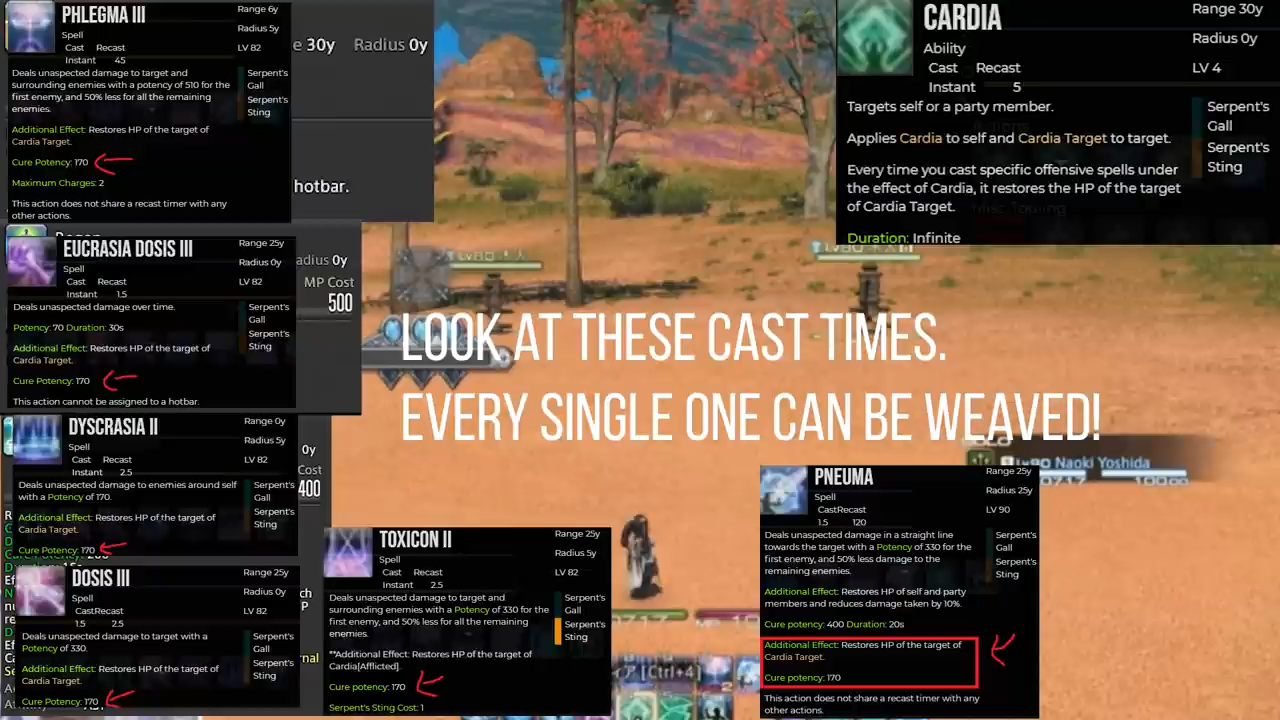 PHLEGMA III
Range 6y
Spell
Radius 5y
Cast Recast
LV 82
Instant 45
Deals unaspected damage to target and
surrounding enemies with a potency of 510 for the
first enemy, and 50% less for all the remaining
enemies.
Additional Effect: Restores HP of the target of
Cardia Target.
Cure Potency: 170
Maximum Charges: 2
This action does not share a recast timer with any
other actions.
Serpent's
Gall
Serpent's
Sting
e 30y Radius 0y
hotbar.
CARDIA
Range 30y
Ability
Radius 0y
Cast Recast
LV 4
Instant 5
Targets self or a party member.
Applies Cardia to self and Cardia Target to target.
Every time you cast specific offensive spells under
the effect of Cardia, it restores the HP of the target
of Cardia Target.
Duration: Infinite
Serpent's
Gall
Serpent's
Sting
EUCRASIA DOSIS III
Range 25y
Spell
Radius 0y
Cast Recast
LV 82
Instant 1.5
Deals unaspected damage over time.
Potency: 70 Duration: 30s
Additional Effect: Restores HP of the target of
Cardia Target.
Cure Potency: 170
This action cannot be assigned to a hotbar.
Serpent's
Gall
Serpent's
Sting
adius 0y
MP Cost
500
LOOK AT THESE CAST TIMES.
EVERY SINGLE ONE CAN BE WEAVED!
DYSCRASIA II
Range 0y
Spell
Radius 5y
Cast Recast
LV 82
Instant 2.5
Deals unaspected damage to enemies around self
with a Potency of 170.
Additional Effect: Restores HP of the target of
Cardia Target.
Cure Potency: 170
Serpent's
Gall
Serpent's
Sting
0y
Cost
400
DOSIS III
Range 25y
Spell
Radius 0y
CastRecast
LV 82
1.5 2.5
Deals unaspected damage to target with a
Potency of 330.
Additional Effect: Restores HP of the target of
Cardia Target.
Cure Potency: 170
Serpent's
Gall
Serpent's
Sting
TOXICON II
Range 25y
Spell
Radius 5y
Cast Recast
LV 82
Instant 2.5
Deals unaspected damage to target and
surrounding enemies with a Potency of 330 for the
first enemy, and 50% less for all the remaining
enemies.
**Additional Effect: Restores HP of the target of
Cardia[Afflicted].
Cure potency: 170
Serpent's Sting Cost: 1
Serpent's
Gall
Serpent's
Sting
[Ctrl+4]
Naoki Yoshida
PNEUMA
Range 25y
Spell
Radius 25y
CastRecast
LV 90
1.5 120
Deals unaspected damage in a straight line
towards the target with a Potency of 330 for the
first enemy, and 50% less damage to the
remaining enemies.
Additional Effect: Restores HP of self and party
members and reduces damage taken by 10%.
Cure potency: 400 Duration: 20s
Additional Effect: Restores HP of the target of
Cardia Target.
Cure potency: 170
This action does not share a recast timer with any
other actions.
Serpent's
Gall
Serpent's
Sting